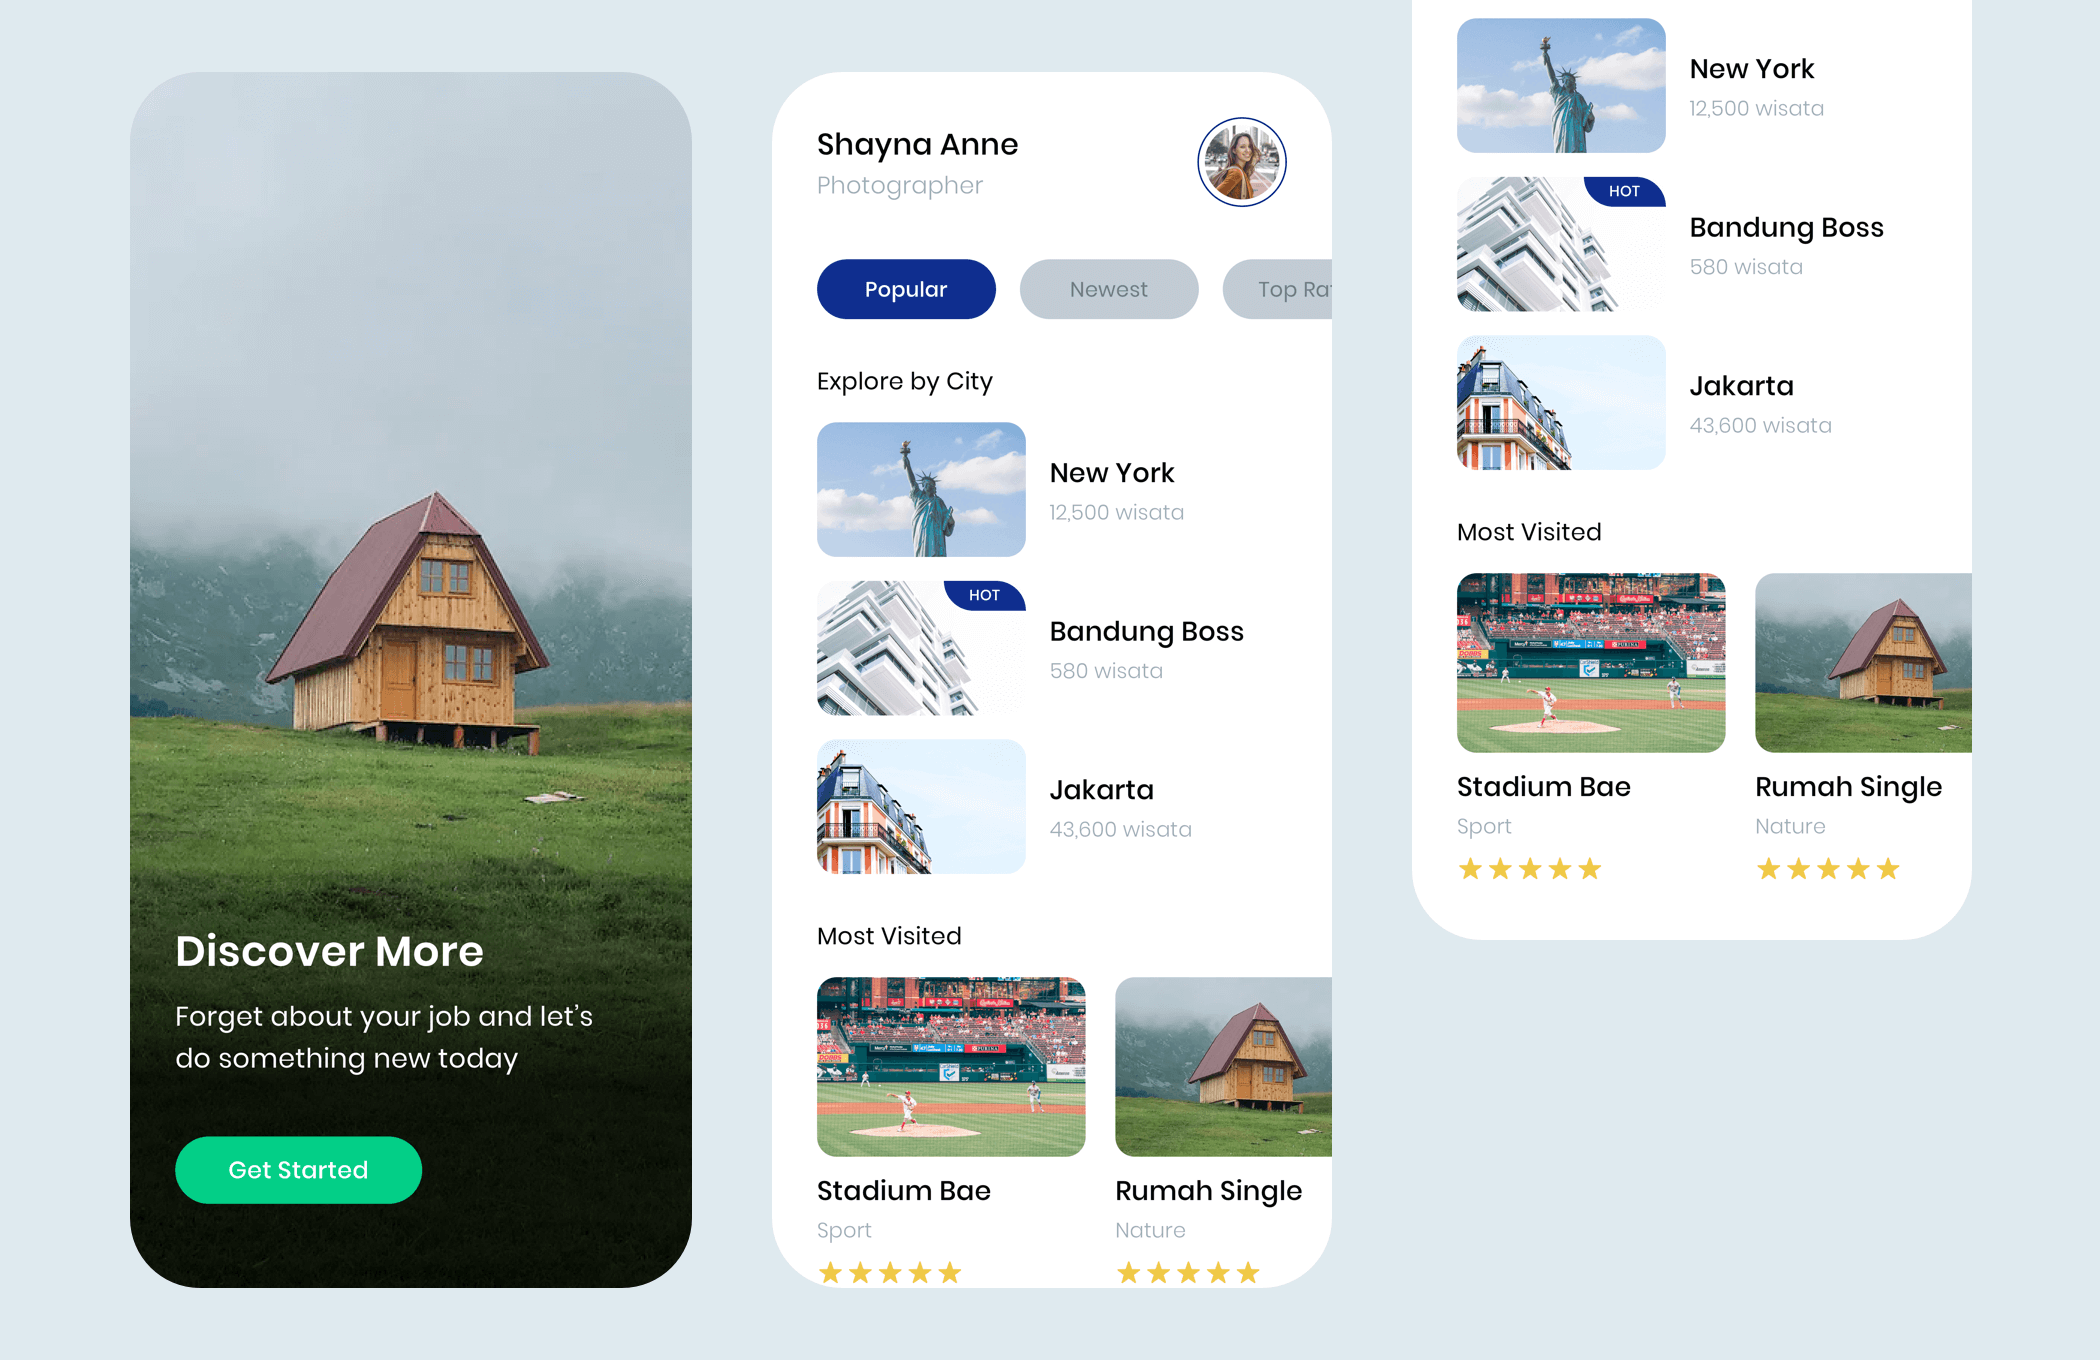 Discover More
Forget about your job and let's
do something new today
Get Started
Shayna Anne
Photographer
Popular
Newest
Top Ra
Explore by City
New York
12,500 wisata
HOT
Bandung Boss
580 wisata
Jakarta
43,600 wisata
Most Visited
Stadium Bae
Sport
Rumah Single
Nature
New York
12,500 wisata
HOT
Bandung Boss
580 wisata
Jakarta
43,600 wisata
Most Visited
Stadium Bae
Sport
Rumah Single
Nature